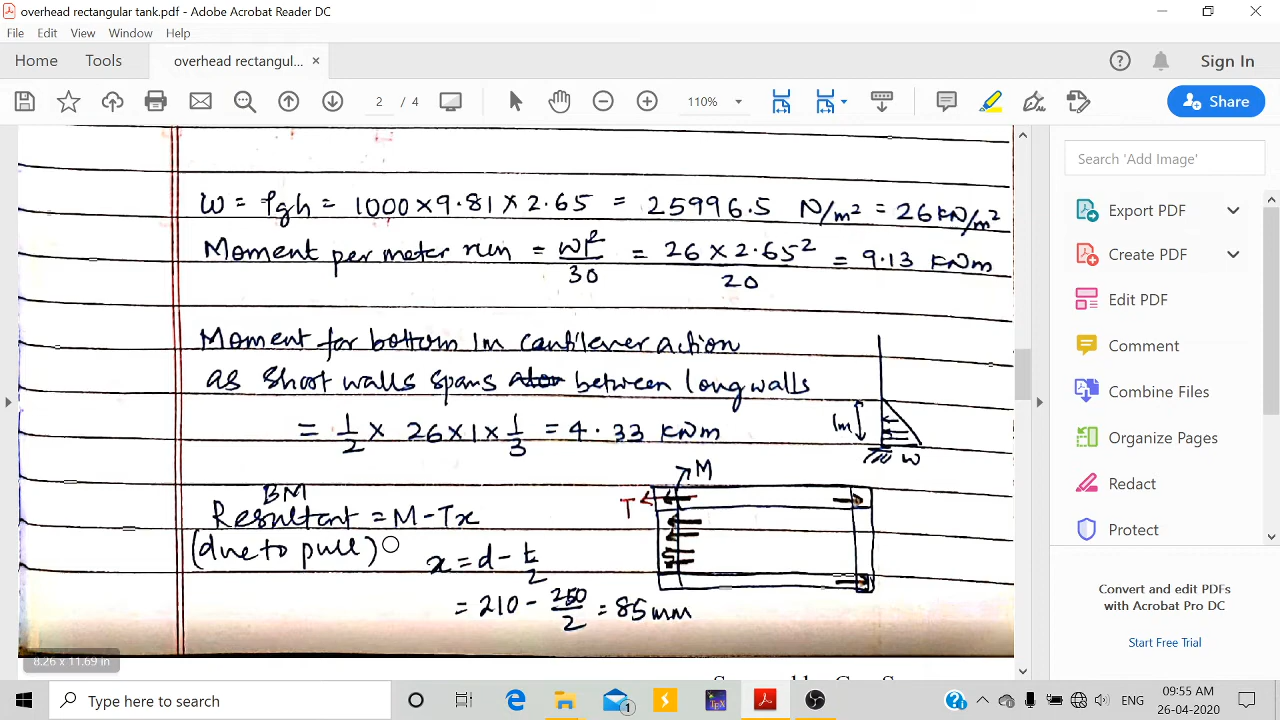 overhead rectangular tank.pdf - Adobe Acrobat Reader DC
File Edit View Window Help
Home Tools overhead rectangul... ×
Sign In
2 / 4
110%
Share
w = ρgh = 1000 × 9.81 × 2.65 = 25996.5 N/m² = 26 kN/m²
Moment per meter run = wl²/30 = 26 × 2.65²/20 = 9.13 kNm
Moment for bottom 1m cantilever action
as Short walls spans between long walls
= 1/2 × 26 × 1 × 1/3 = 4.33 kNm
1m
w
M
T
BM
Resultant = M - Tx
(due to pull)
x = d - t/2
= 210 - 250/2 = 85 mm
8.26 x 11.69 in
Search 'Add Image'
Export PDF
Create PDF
Edit PDF
Comment
Combine Files
Organize Pages
Redact
Protect
Convert and edit PDFs
with Acrobat Pro DC
Start Free Trial
Type here to search
1
ENG
09:55 AM
26-04-2020